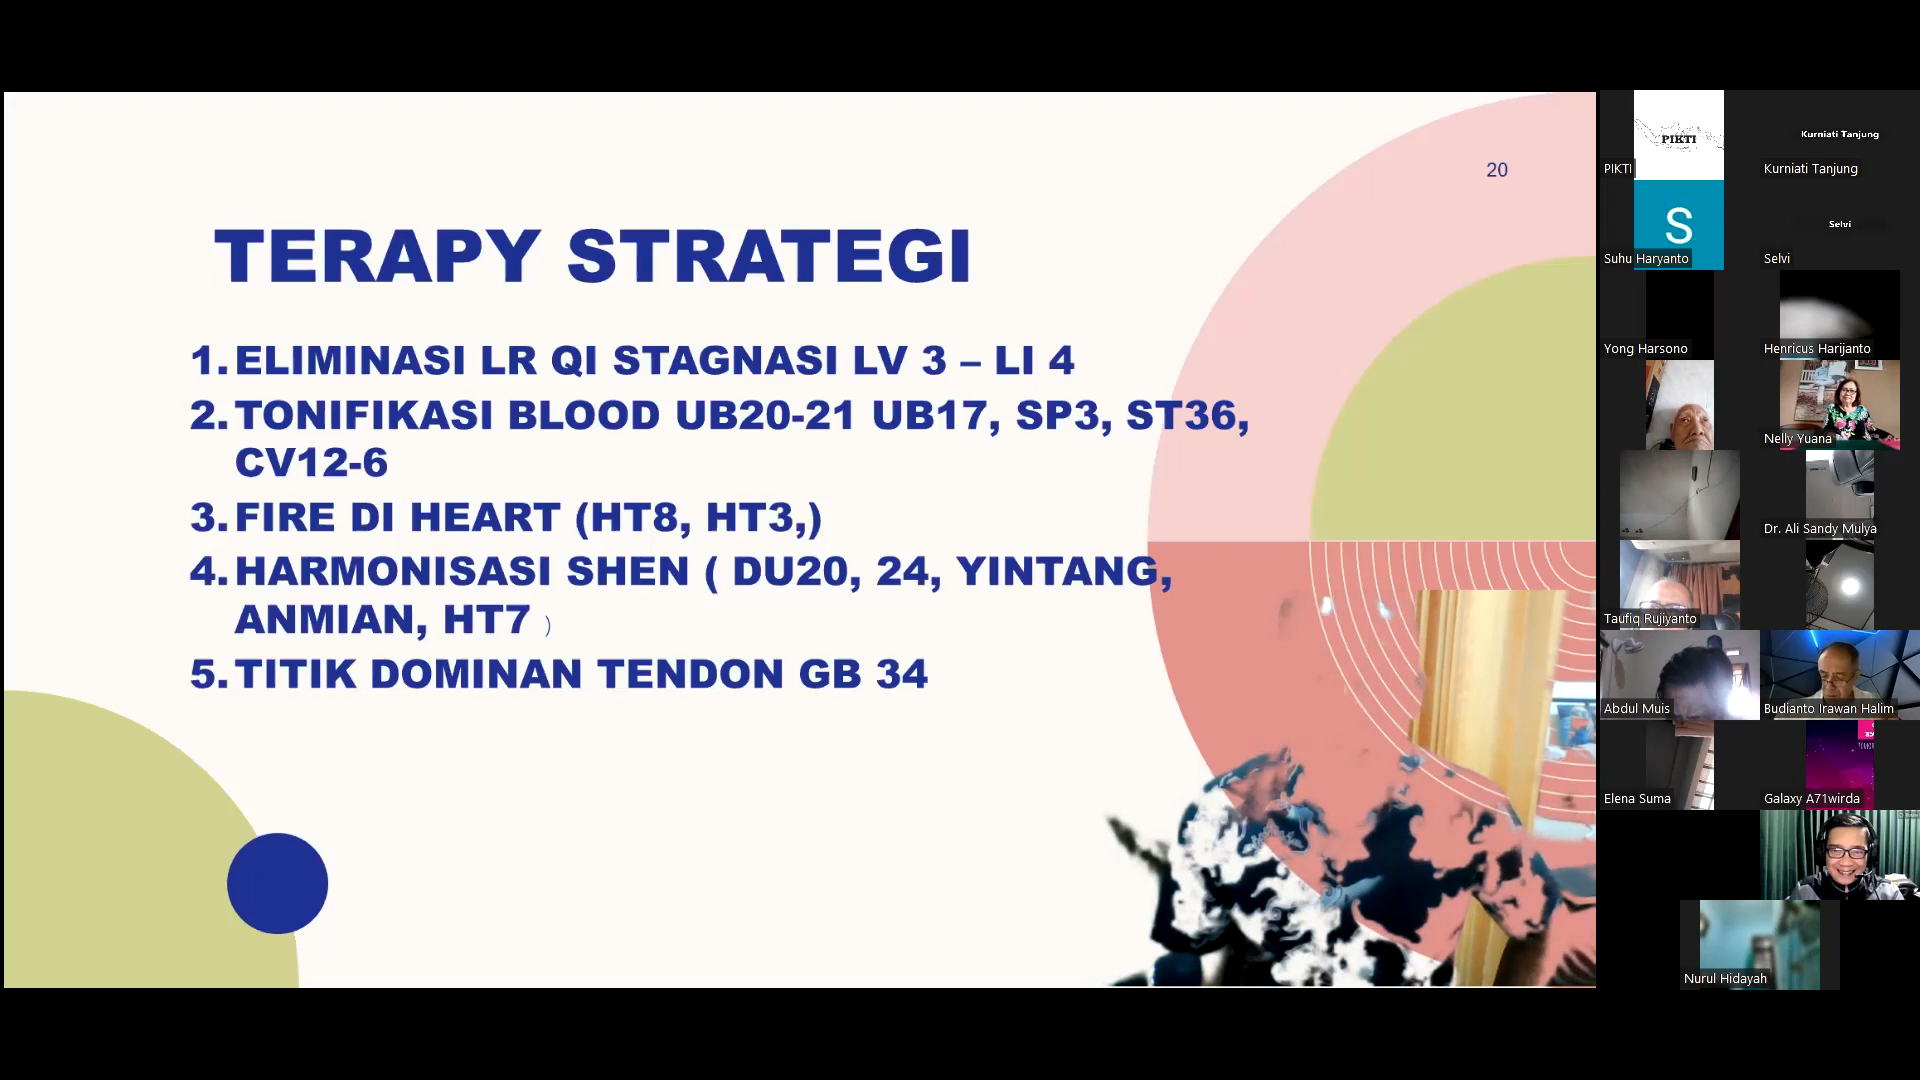 20
TERAPY STRATEGI
1. ELIMINASI LR QI STAGNASI LV 3 – LI 4
2. TONIFIKASI BLOOD UB20-21 UB17, SP3, ST36,
CV12-6
3. FIRE DI HEART (HT8, HT3,)
4. HARMONISASI SHEN ( DU20, 24, YINTANG,
ANMIAN, HT7 )
5. TITIK DOMINAN TENDON GB 34
PIKTI
PIKTI
Kurniati Tanjung
Kurniati Tanjung
S
Suhu Haryanto
Selvi
Selvi
Yong Harsono
Henricus Harijanto
Nelly Yuana
Dr. Ali Sandy Mulya
Taufiq Rujiyanto
Abdul Muis
Budianto Irawan Halim
Elena Suma
Galaxy A71wirda
Nurul Hidayah